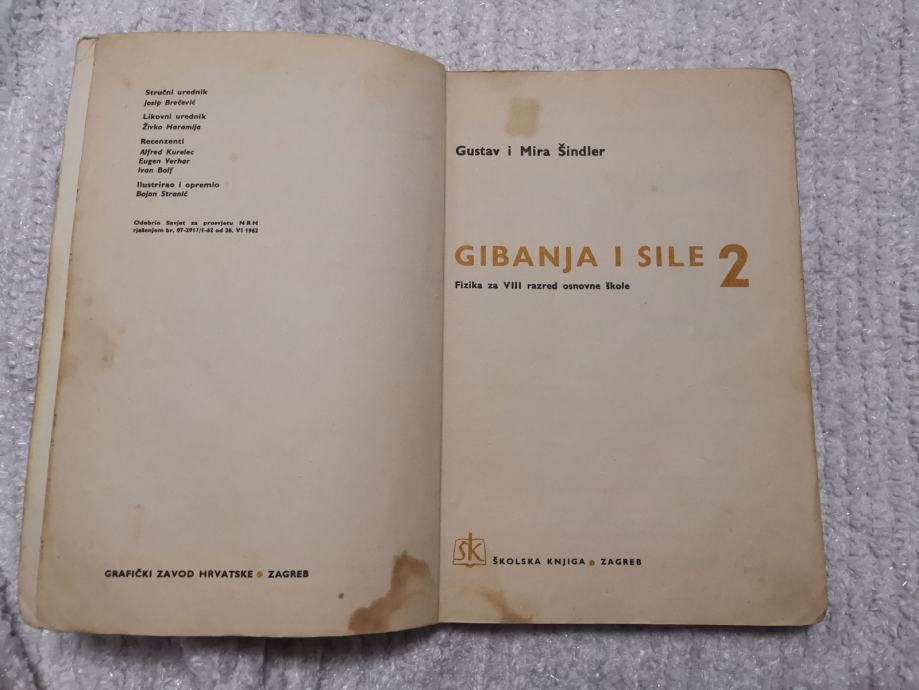 Stručni urednik
Josip Brečević
Likovni urednik
Živko Haramija
Recenzenti
Alfred Kurelec
Eugen Verhar
Ivan Bolf
Ilustrirao i opremio
Bojan Stranić
Odobrio Savjet za prosvjetu NRH
rješenjem br. 07-2917/1-62 od 28. VI 1962
GRAFIČKI ZAVOD HRVATSKE • ZAGREB
Gustav i Mira Šindler
GIBANJA I SILE 2
Fizika za VIII razred osnovne škole
šk ŠKOLSKA KNJIGA • ZAGREB